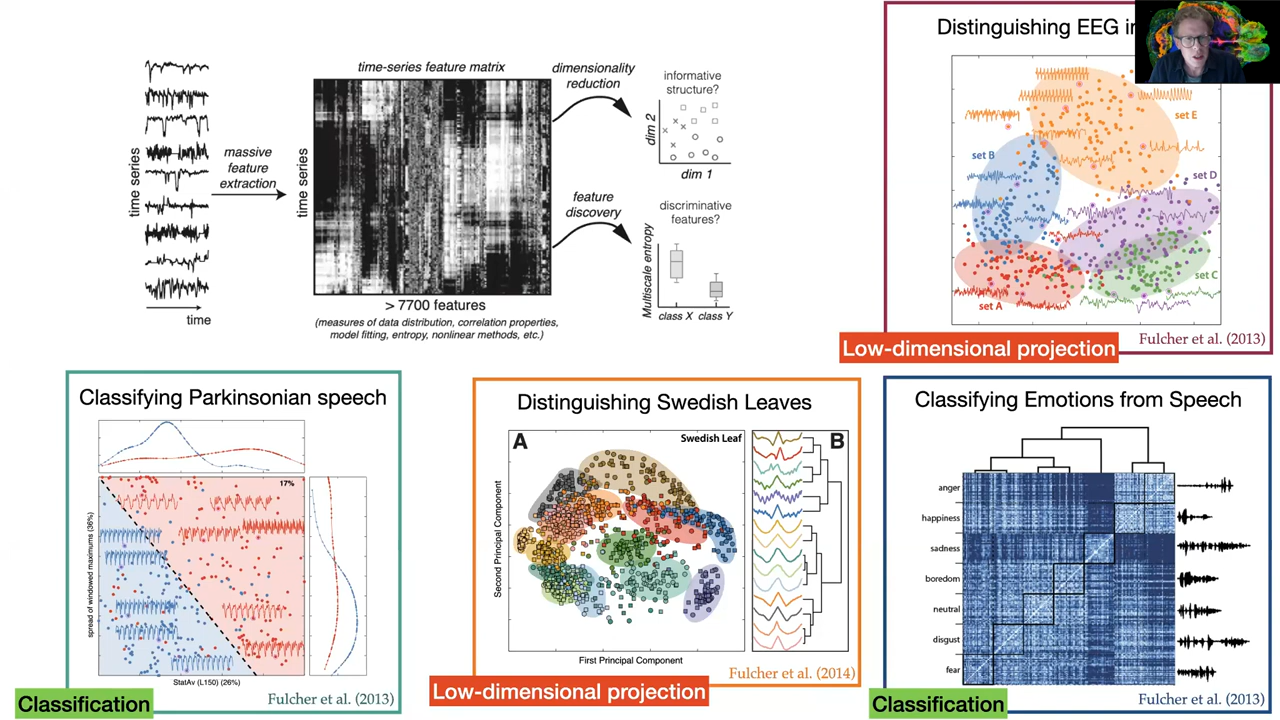 time series
time
massive
feature
extraction
time-series feature matrix
time series
> 7700 features
(measures of data distribution, correlation properties,
model fitting, entropy, nonlinear methods, etc.)
dimensionality
reduction
informative
structure?
dim 2
dim 1
feature
discovery
discriminative
features?
Multiscale entropy
class X class Y
Distinguishing EEG
set E
set B
set D
set C
set A
Fulcher et al. (2013)
Low-dimensional projection
Classifying Parkinsonian speech
17%
spread of windowed maximums (36%)
StatAv (L150) (26%)
Fulcher et al. (2013)
Classification
Distinguishing Swedish Leaves
A
Swedish Leaf
B
Second Principal Component
First Principal Component
Fulcher et al. (2014)
Low-dimensional projection
Classifying Emotions from Speech
anger
happiness
sadness
boredom
neutral
disgust
fear
Fulcher et al. (2013)
Classification